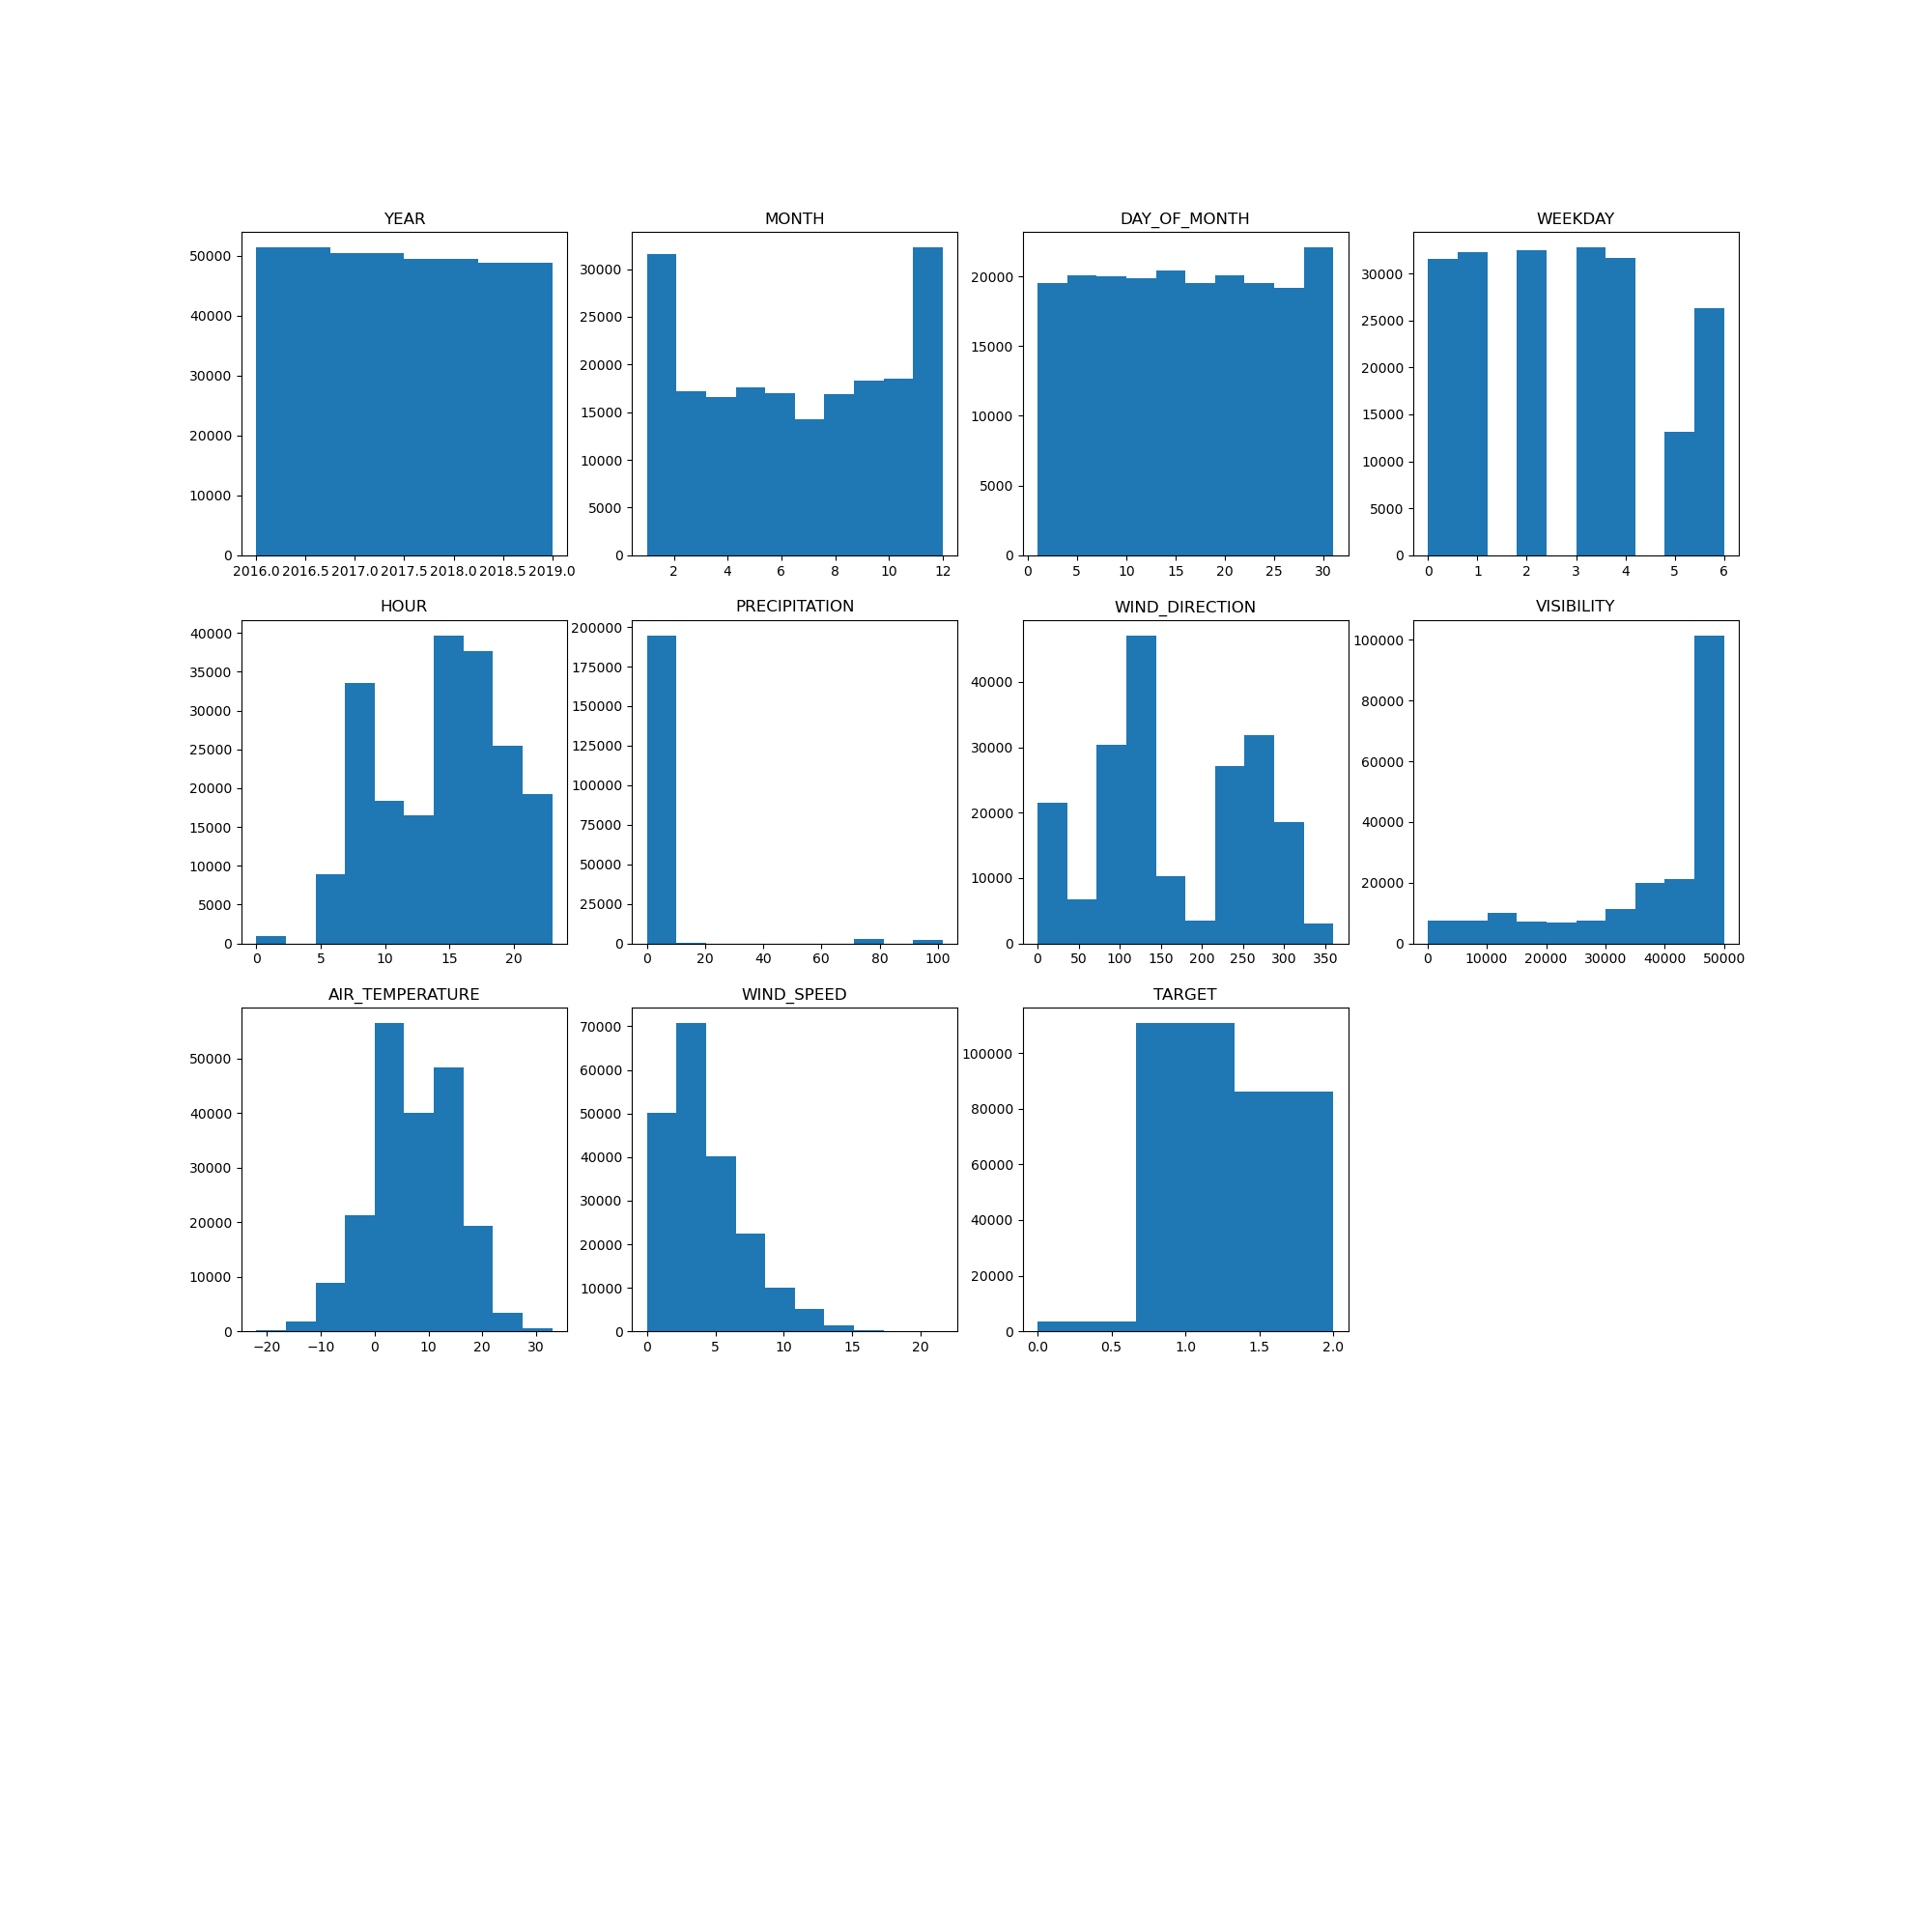 YEAR MONTH DAY_OF_MONTH WEEKDAY
50000 40000 30000 20000 10000 0
2016.0 2016.5 2017.0 2017.5 2018.0 2018.5 2019.0
30000 25000 20000 15000 10000 5000 0
2 4 6 8 10 12
20000 15000 10000 5000 0
0 5 10 15 20 25 30
30000 25000 20000 15000 10000 5000 0
0 1 2 3 4 5 6
HOUR PRECIPITATION WIND_DIRECTION VISIBILITY
40000 35000 30000 25000 20000 15000 10000 5000 0
0 5 10 15 20
200000 175000 150000 125000 100000 75000 50000 25000 0
0 20 40 60 80 100
40000 30000 20000 10000 0
0 50 100 150 200 250 300 350
100000 80000 60000 40000 20000 0
0 10000 20000 30000 40000 50000
AIR_TEMPERATURE WIND_SPEED TARGET
50000 40000 30000 20000 10000 0
−20 −10 0 10 20 30
70000 60000 50000 40000 30000 20000 10000 0
0 5 10 15 20
100000 80000 60000 40000 20000 0
0.0 0.5 1.0 1.5 2.0